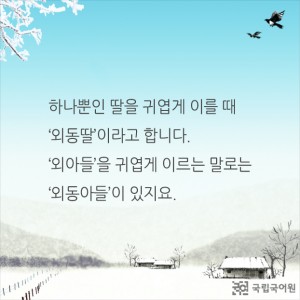 하나뿐인 딸을 귀엽게 이를 때
‘외동딸’이라고 합니다.
‘외아들’을 귀엽게 이르는 말로는
‘외동아들’이 있지요.
국립국어원